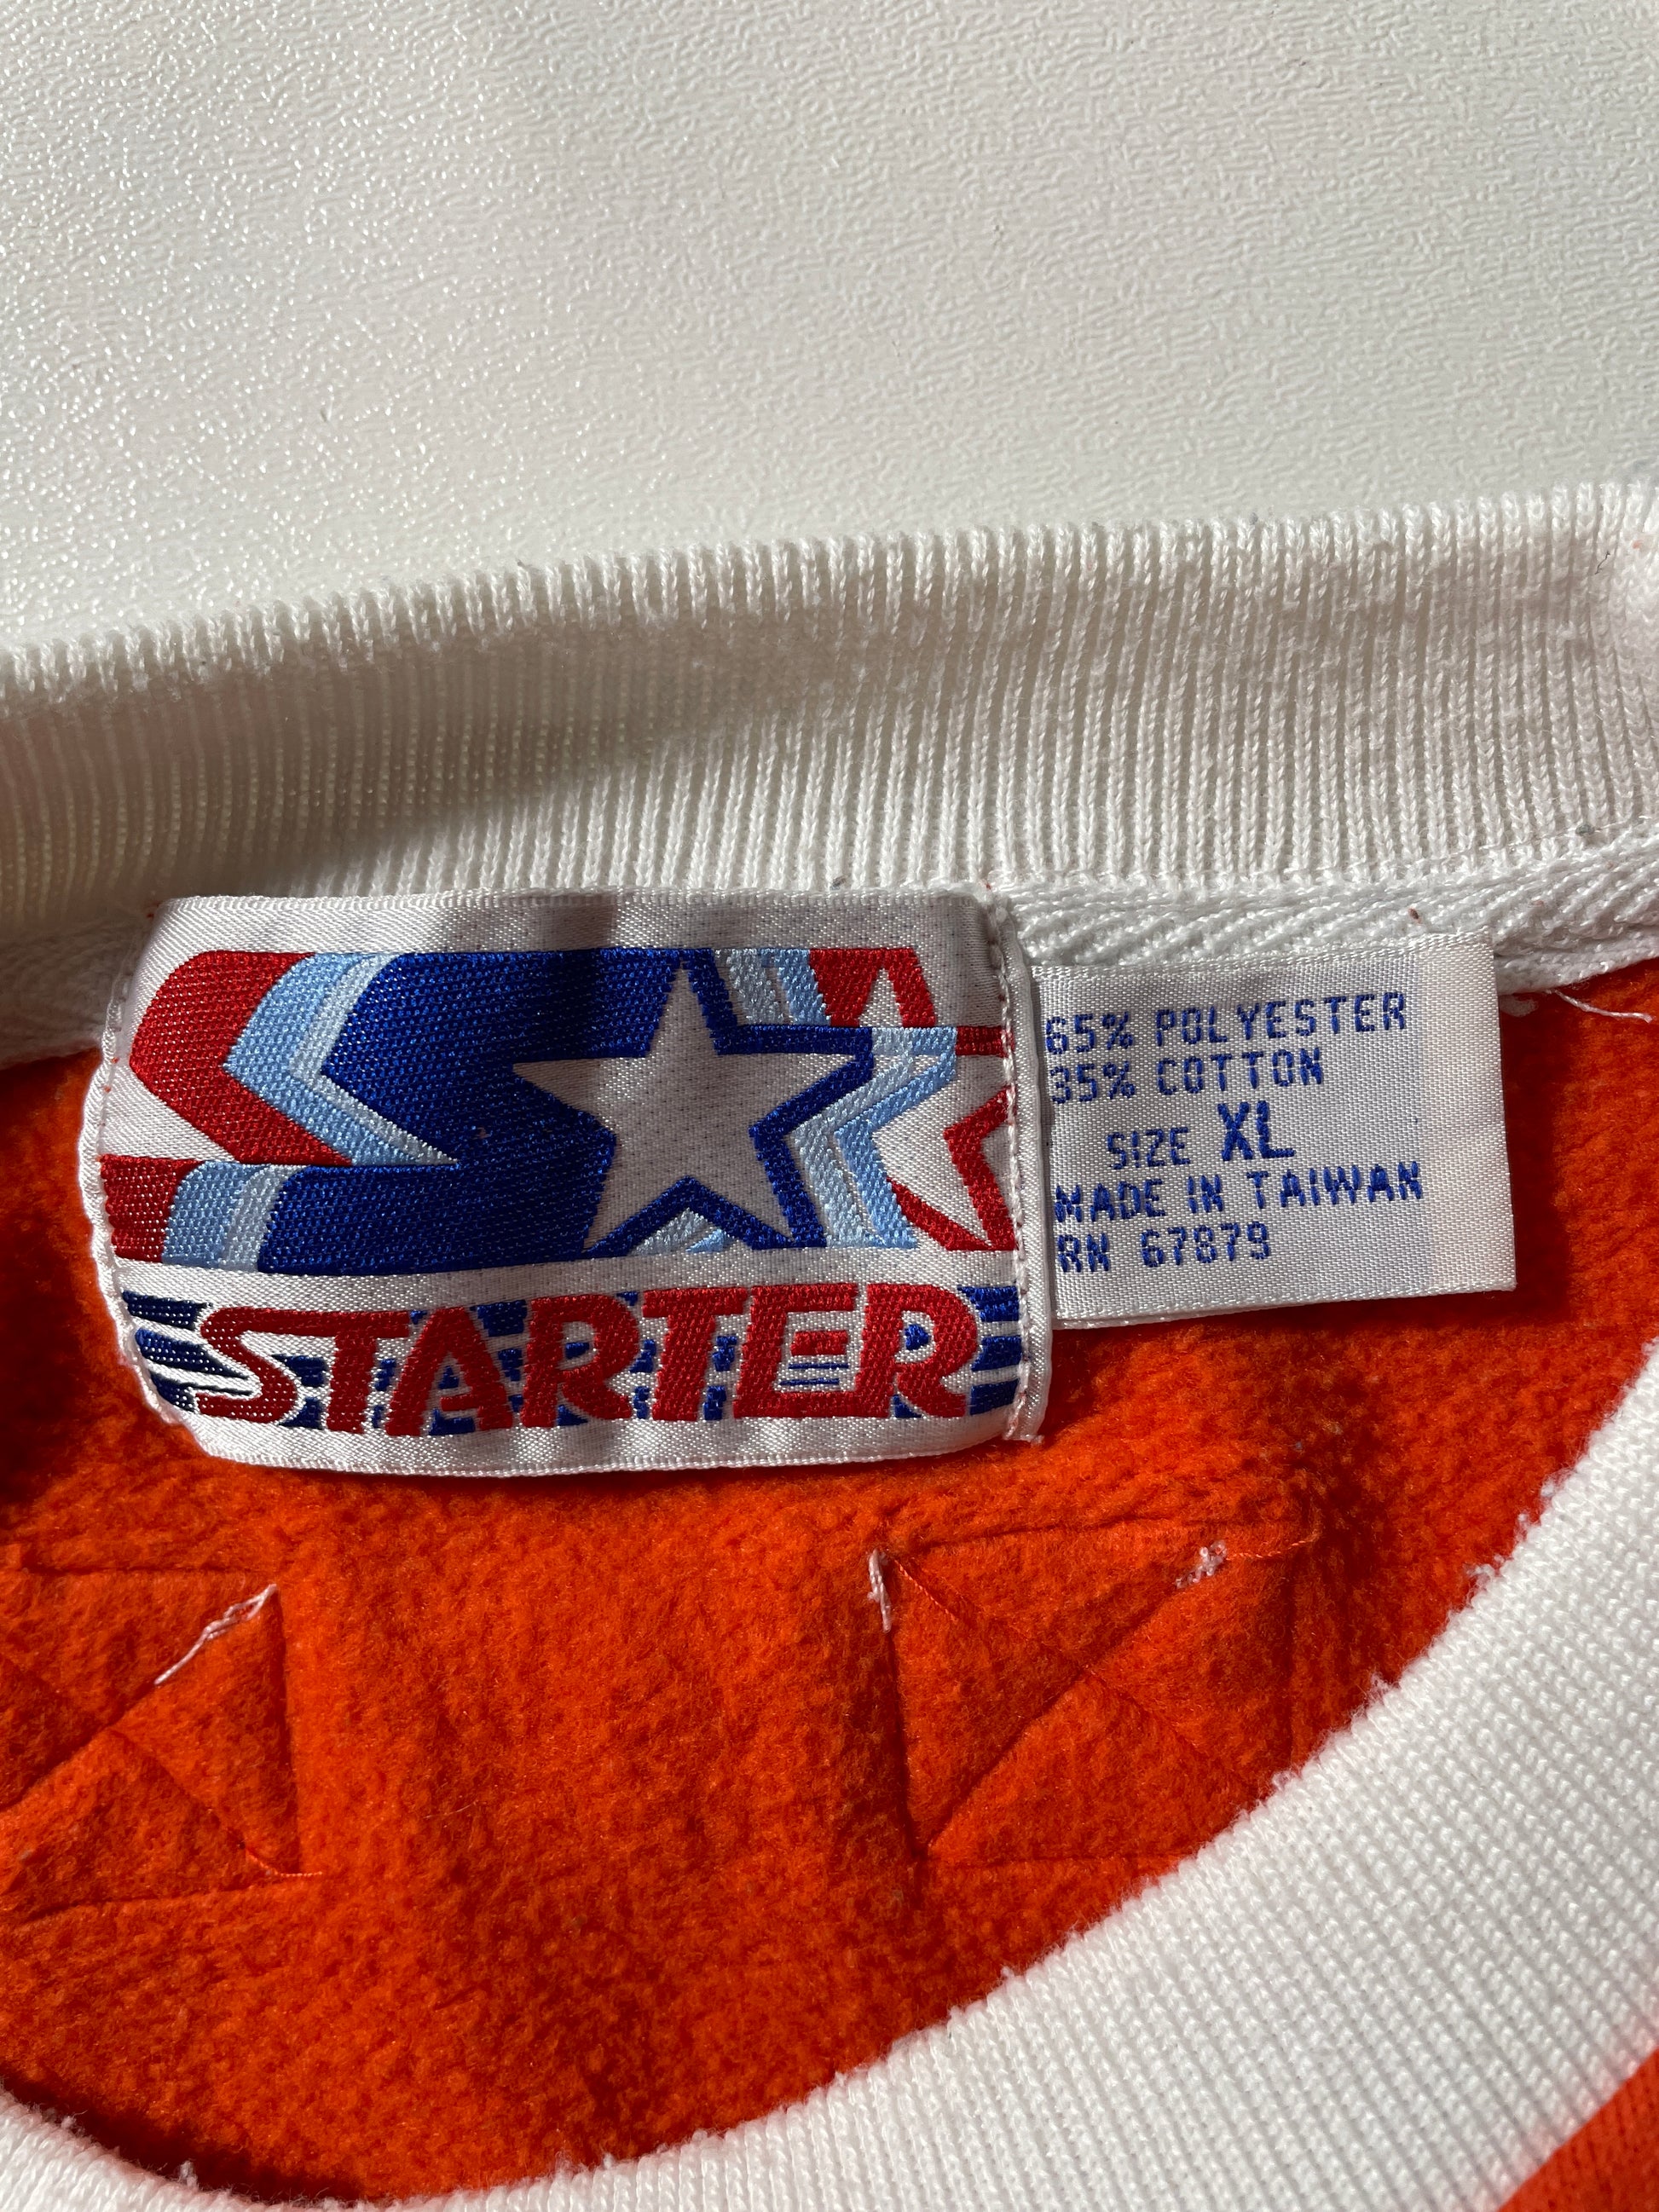 STARTER
65% POLYESTER
35% COTTON
SIZE XL
MADE IN TAIWAN
RN 67879